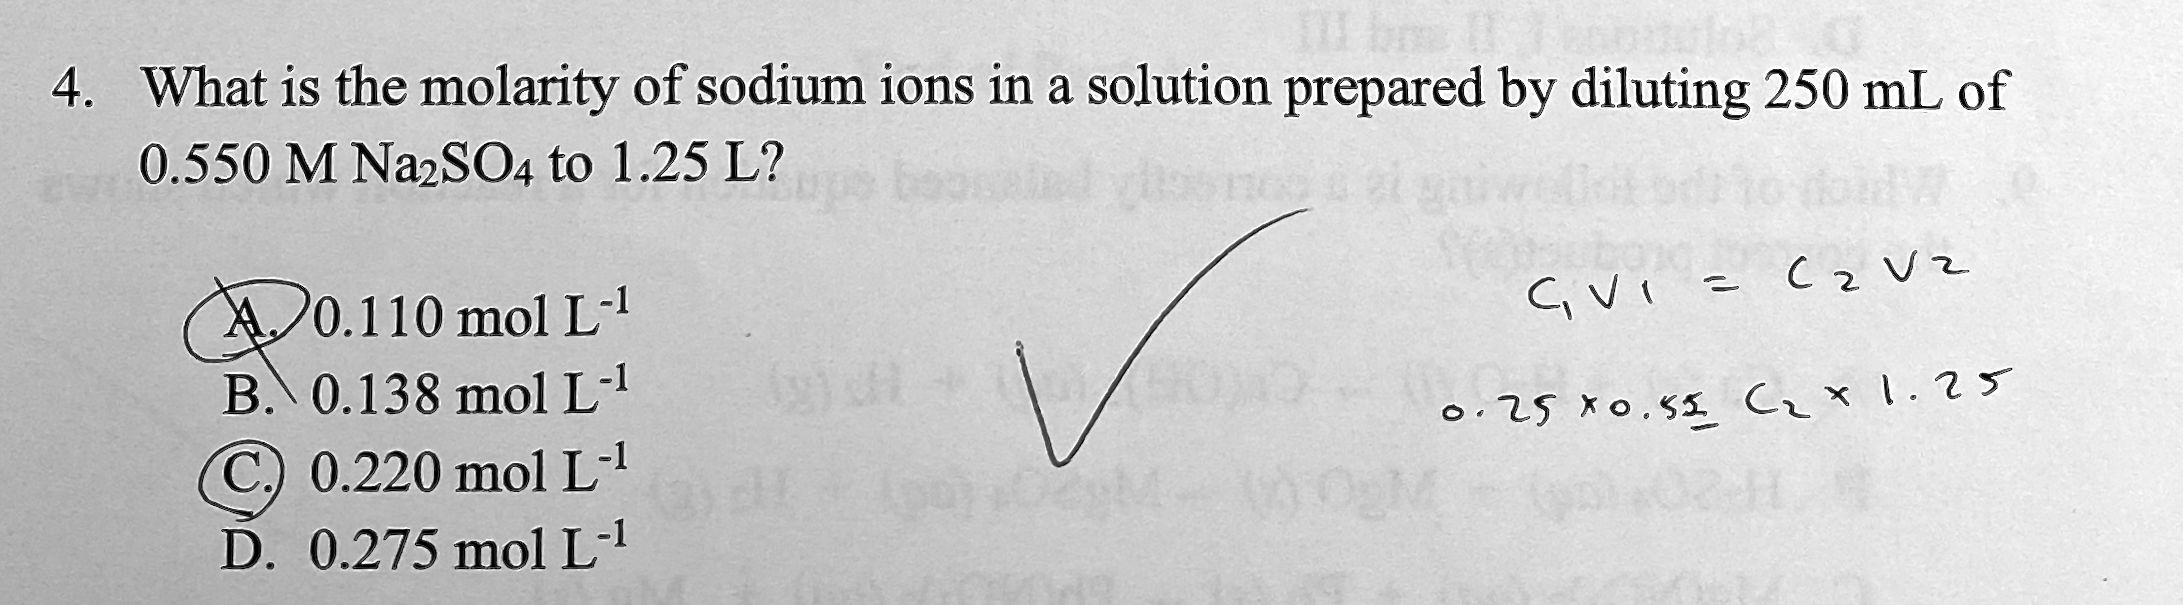 4. What is the molarity of sodium ions in a solution prepared by diluting 250 mL of
0.550 M Na₂SO₄ to 1.25 L?
A. 0.110 mol L⁻¹
B. 0.138 mol L⁻¹
C. 0.220 mol L⁻¹
D. 0.275 mol L⁻¹
C₁V1 = C2V2
0.25 × 0.55 C₂ × 1.25